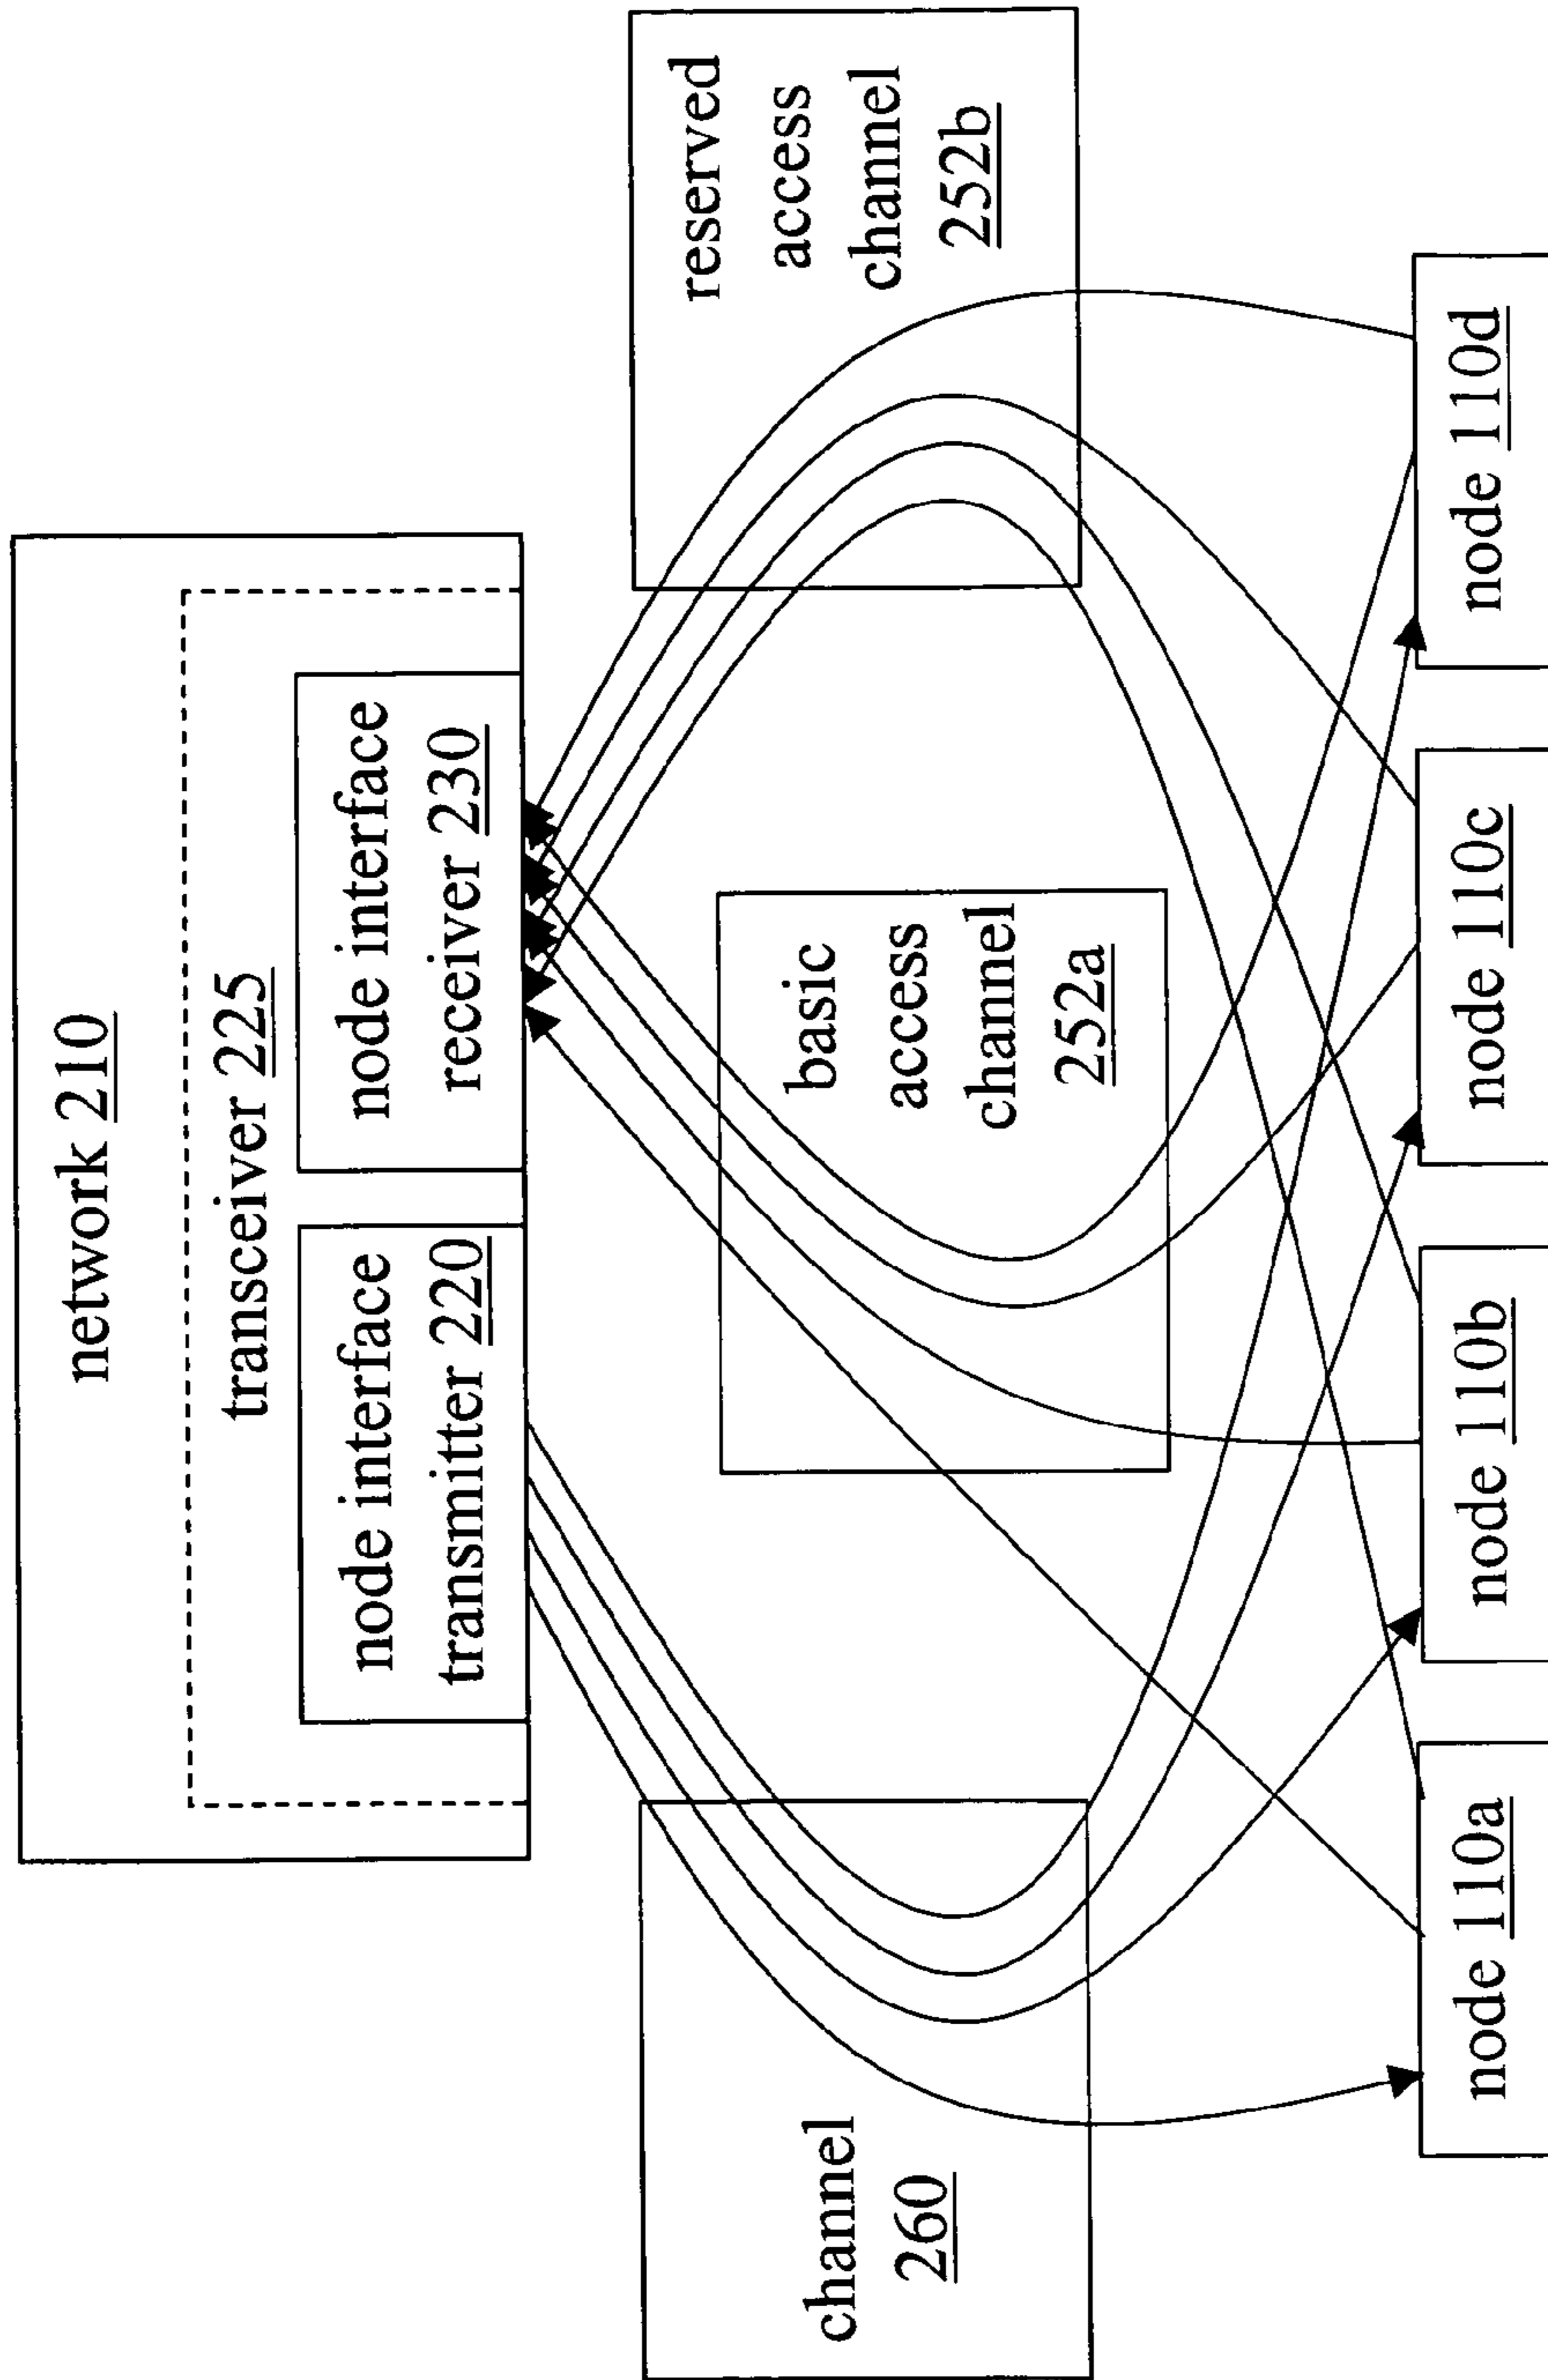 network 210
transceiver 225
node interface
transmitter 220
node interface
receiver 230
channel
260
basic
access
channel
252a
reserved
access
channel
252b
node 110a
node 110b
node 110c
node 110d